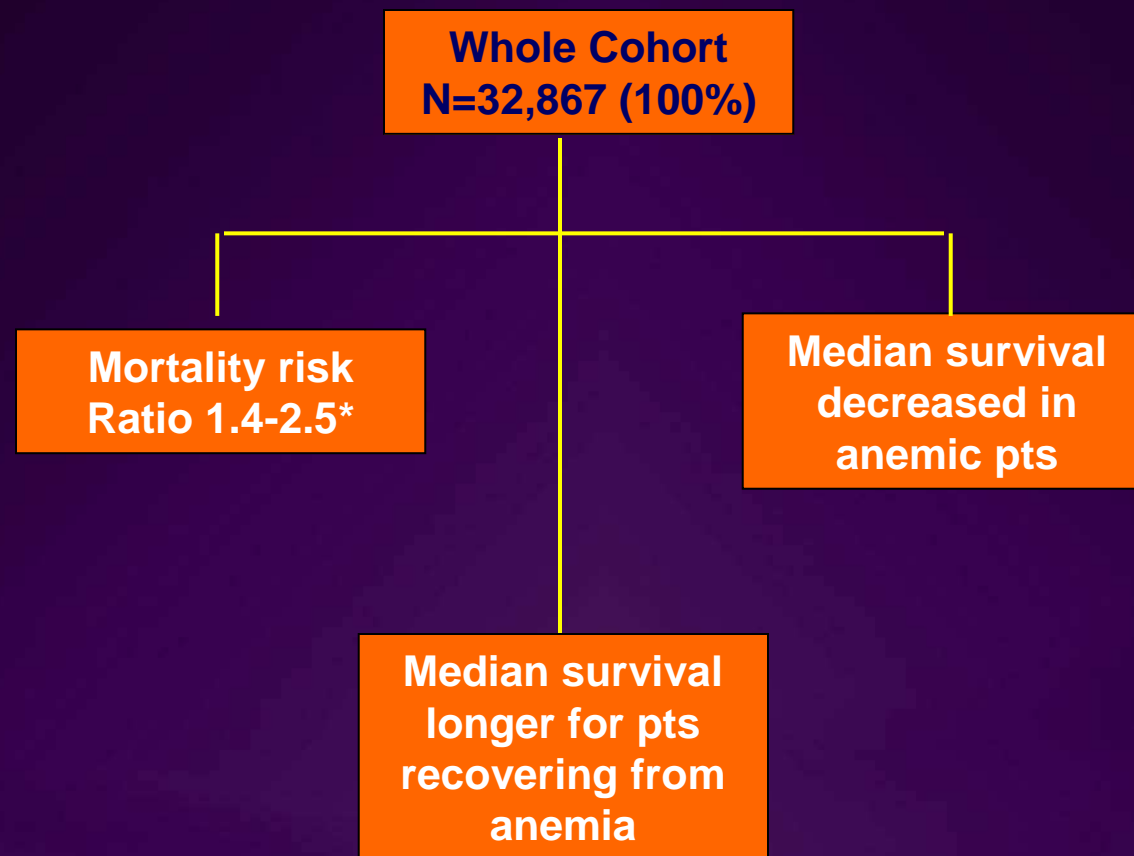 Whole Cohort
N=32,867 (100%)
Mortality risk
Ratio 1.4-2.5*
Median survival
decreased in
anemic pts
Median survival
longer for pts
recovering from
anemia